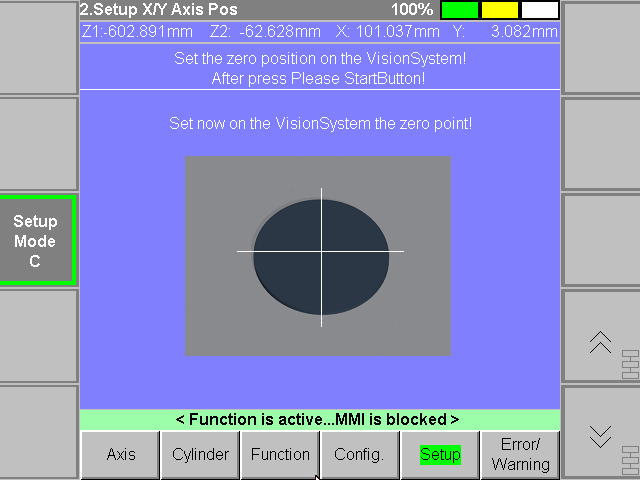 2.Setup X/Y Axis Pos 100%
Z1:-602.891mm Z2: -62.628mm X: 101.037mm Y: 3.082mm
Set the zero position on the VisionSystem!
After press Please StartButton!
Set now on the VisionSystem the zero point!
Setup
Mode
C
< Function is active...MMI is blocked >
Axis Cylinder Function Config. Setup Error/
Warning